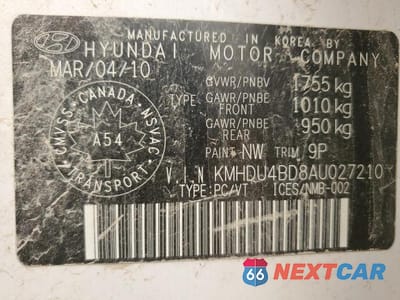 MANUFACTURED IN KOREA BY
HYUNDAI MOTOR COMPANY
MAR/04/10
GVWR/PNBV 1755 kg
TYPE GAWR/PNBE FRONT 1010 kg
GAWR/PNBE REAR 950 kg
CANADA
CMVSS NSVAC
A54
TRANSPORT
PAINT NW TRIM 9P
V.I.N KMHDU4BD8AU027210
TYPE:PC/VT ICES/NMB-002
66 NEXTCAR